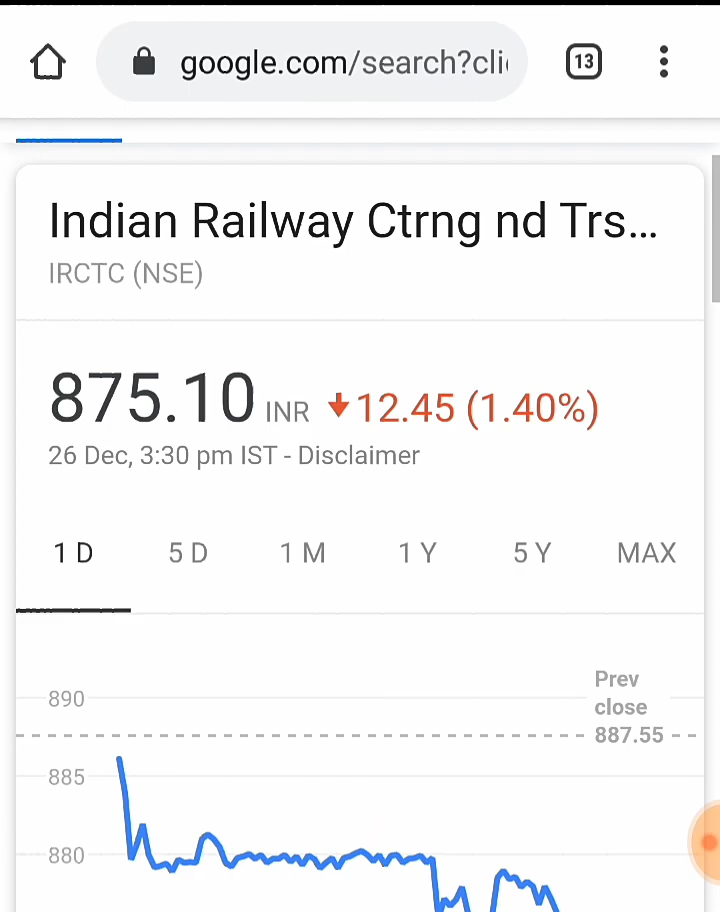 google.com/search?cli
13
Indian Railway Ctrng nd Trs...
IRCTC (NSE)
875.10 INR 12.45 (1.40%)
26 Dec, 3:30 pm IST - Disclaimer
1 D 5 D 1 M 1 Y 5 Y MAX
Prev
890
close
887.55
885
880